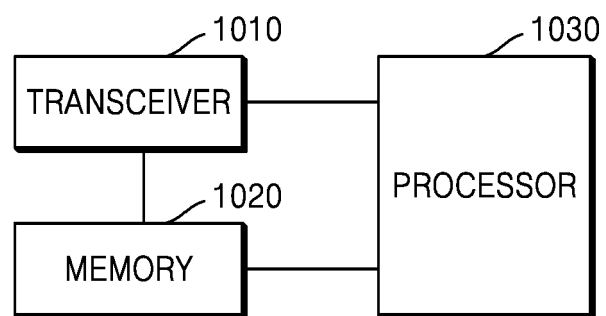 1010
TRANSCEIVER
1030
PROCESSOR
1020
MEMORY